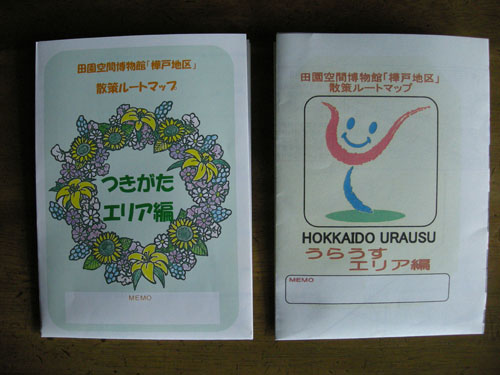 田園空間博物館「樺戸地区」
散策ルートマップ
つきがた
エリア編
MEMO
田園空間博物館「樺戸地区」
散策ルートマップ
HOKKAIDO URAUSU
うらうす
エリア編
MEMO